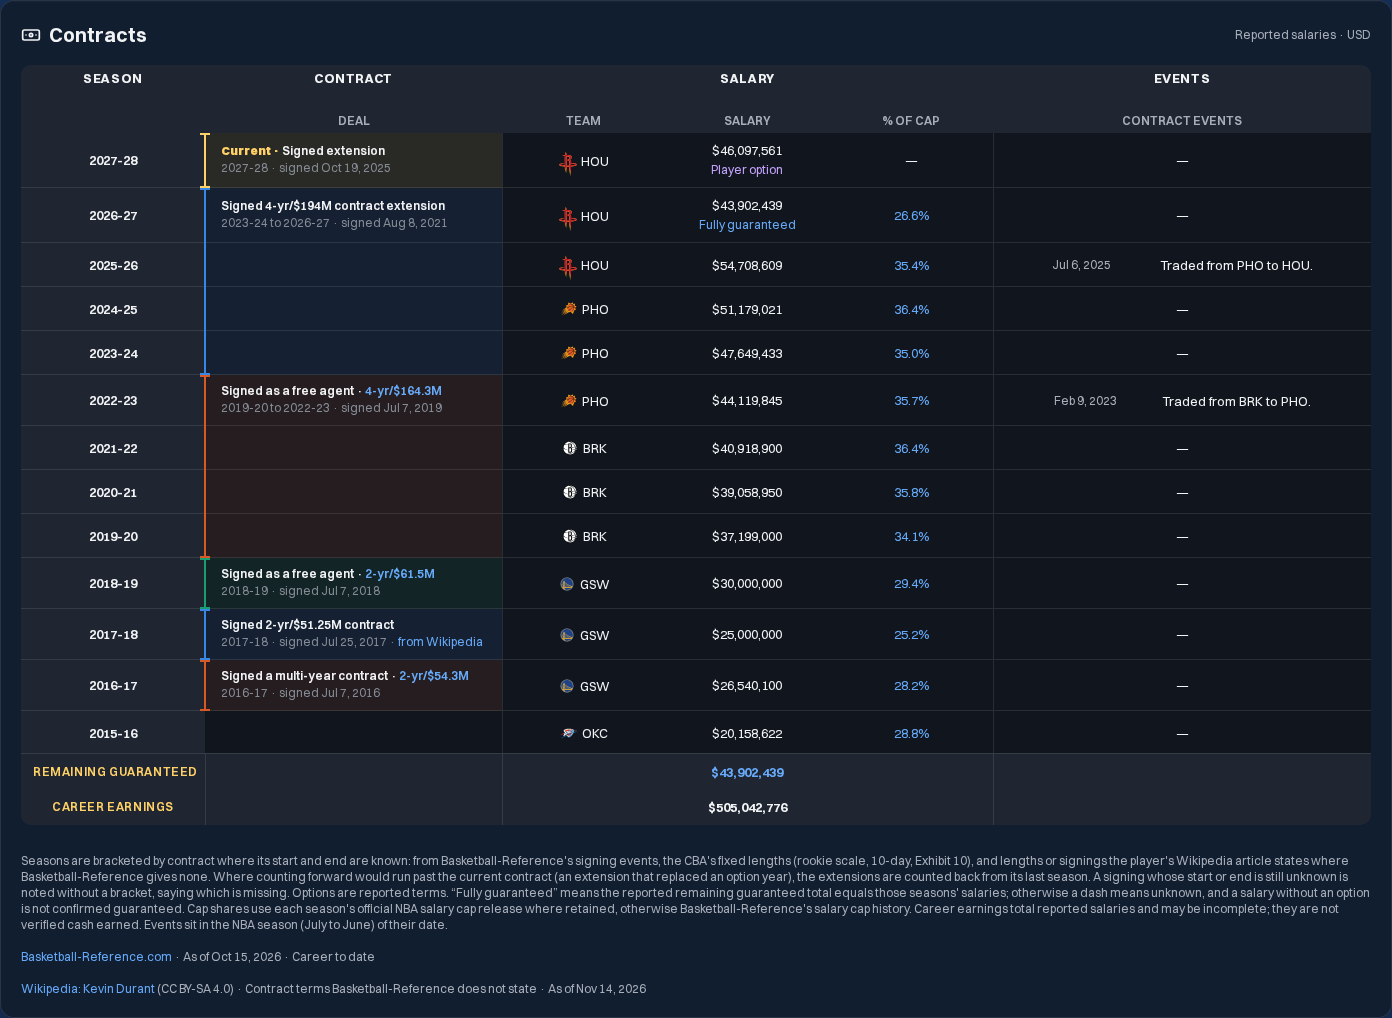 Contracts
Reported salaries · USD
SEASON CONTRACT SALARY EVENTS
DEAL TEAM SALARY % OF CAP CONTRACT EVENTS
2027-28 Current · Signed extension 2027-28 · signed Oct 19, 2025 HOU $46,097,561 Player option — —
2026-27 Signed 4-yr/$194M contract extension 2023-24 to 2026-27 · signed Aug 8, 2021 HOU $43,902,439 Fully guaranteed 26.6% —
2025-26 HOU $54,708,609 35.4% Jul 6, 2025 Traded from PHO to HOU.
2024-25 PHO $51,179,021 36.4% —
2023-24 PHO $47,649,433 35.0% —
2022-23 Signed as a free agent · 4-yr/$164.3M 2019-20 to 2022-23 · signed Jul 7, 2019 PHO $44,119,845 35.7% Feb 9, 2023 Traded from BRK to PHO.
2021-22 BRK $40,918,900 36.4% —
2020-21 BRK $39,058,950 35.8% —
2019-20 BRK $37,199,000 34.1% —
2018-19 Signed as a free agent · 2-yr/$61.5M 2018-19 · signed Jul 7, 2018 GSW $30,000,000 29.4% —
2017-18 Signed 2-yr/$51.25M contract 2017-18 · signed Jul 25, 2017 · from Wikipedia GSW $25,000,000 25.2% —
2016-17 Signed a multi-year contract · 2-yr/$54.3M 2016-17 · signed Jul 7, 2016 GSW $26,540,100 28.2% —
2015-16 OKC $20,158,622 28.8% —
REMAINING GUARANTEED $43,902,439
CAREER EARNINGS $505,042,776
Seasons are bracketed by contract where its start and end are known: from Basketball-Reference's signing events, the CBA's fixed lengths (rookie scale, 10-day, Exhibit 10), and lengths or signings the player's Wikipedia article states where
Basketball-Reference gives none. Where counting forward would run past the current contract (an extension that replaced an option year), the extensions are counted back from its last season. A signing whose start or end is still unknown is
noted without a bracket, saying which is missing. Options are reported terms. “Fully guaranteed” means the reported remaining guaranteed total equals those seasons' salaries; otherwise a dash means unknown, and a salary without an option
is not confirmed guaranteed. Cap shares use each season's official NBA salary cap release where retained, otherwise Basketball-Reference's salary cap history. Career earnings total reported salaries and may be incomplete; they are not
verified cash earned. Events sit in the NBA season (July to June) of their date.
Basketball-Reference.com · As of Oct 15, 2026 · Career to date
Wikipedia: Kevin Durant (CC BY-SA 4.0) · Contract terms Basketball-Reference does not state · As of Nov 14, 2026